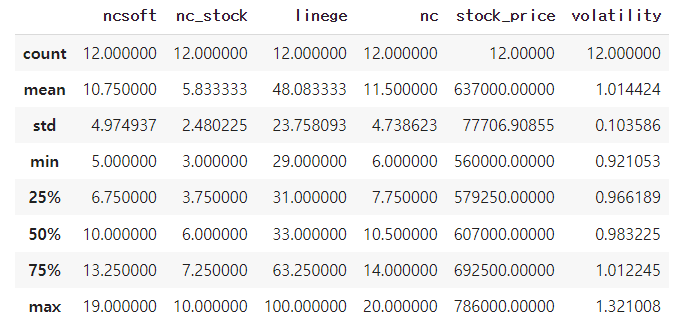 ncsoft nc_stock linege nc stock_price volatility
count 12.000000 12.000000 12.000000 12.000000 12.00000 12.000000
mean 10.750000 5.833333 48.083333 11.500000 637000.00000 1.014424
std 4.974937 2.480225 23.758093 4.738623 77706.90855 0.103586
min 5.000000 3.000000 29.000000 6.000000 560000.00000 0.921053
25% 6.750000 3.750000 31.000000 7.750000 579250.00000 0.966189
50% 10.000000 6.000000 33.000000 10.500000 607000.00000 0.983225
75% 13.250000 7.250000 63.250000 14.000000 692500.00000 1.012245
max 19.000000 10.000000 100.000000 20.000000 786000.00000 1.321008